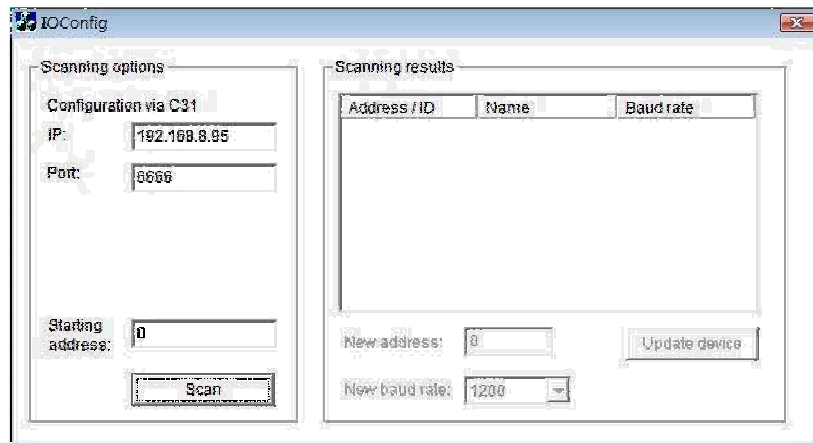 IOConfig
Scanning options
Configuration via C31
IP: 192.168.8.95
Port: 6666
Starting address: 0
Scan
Scanning results
Address / ID Name Baud rate
New address: 0
Update device
New baud rate: 1200